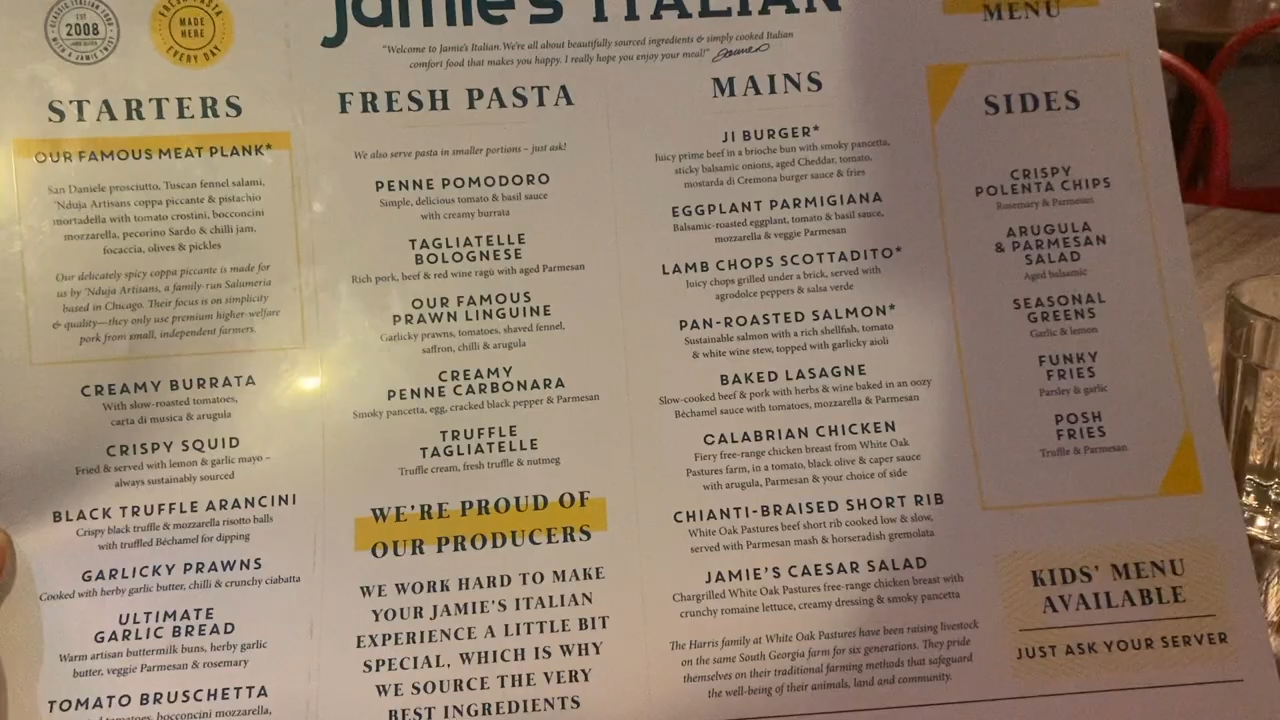 CLASSIC ITALIAN FOOD
EST
2008
WITH A JAMIE TWIST
FRESH PASTA
MADE
HERE
EVERY DAY
Jamie's ITALIAN
"Welcome to Jamie's Italian. We're all about beautifully sourced ingredients & simply cooked Italian
comfort food that makes you happy. I really hope you enjoy your meal!"
MENU
STARTERS
OUR FAMOUS MEAT PLANK*
San Daniele prosciutto, Tuscan fennel salami,
'Nduja Artisans coppa piccante & pistachio
mortadella with tomato crostini, bocconcini
mozzarella, pecorino Sardo & chilli jam,
focaccia, olives & pickles
Our delicately spicy coppa piccante is made for
us by 'Nduja Artisans, a family-run Salumeria
based in Chicago. Their focus is on simplicity
& quality—they only use premium higher-welfare
pork from small, independent farmers.
CREAMY BURRATA
With slow-roasted tomatoes,
carta di musica & arugula
CRISPY SQUID
Fried & served with lemon & garlic mayo –
always sustainably sourced
BLACK TRUFFLE ARANCINI
Crispy black truffle & mozzarella risotto balls
with truffled Béchamel for dipping
GARLICKY PRAWNS
Cooked with herby garlic butter, chilli & crunchy ciabatta
ULTIMATE
GARLIC BREAD
Warm artisan buttermilk buns, herby garlic
butter, veggie Parmesan & rosemary
TOMATO BRUSCHETTA
tomatoes, bocconcini mozzarella,
FRESH PASTA
We also serve pasta in smaller portions – just ask!
PENNE POMODORO
Simple, delicious tomato & basil sauce
with creamy burrata
TAGLIATELLE
BOLOGNESE
Rich pork, beef & red wine ragù with aged Parmesan
OUR FAMOUS
PRAWN LINGUINE
Garlicky prawns, tomatoes, shaved fennel,
saffron, chilli & arugula
CREAMY
PENNE CARBONARA
Smoky pancetta, egg, cracked black pepper & Parmesan
TRUFFLE
TAGLIATELLE
Truffle cream, fresh truffle & nutmeg
WE'RE PROUD OF
OUR PRODUCERS
WE WORK HARD TO MAKE
YOUR JAMIE'S ITALIAN
EXPERIENCE A LITTLE BIT
SPECIAL, WHICH IS WHY
WE SOURCE THE VERY
BEST INGREDIENTS
MAINS
JI BURGER*
Juicy prime beef in a brioche bun with smoky pancetta,
sticky balsamic onions, aged Cheddar, tomato,
mostarda di Cremona burger sauce & fries
EGGPLANT PARMIGIANA
Balsamic-roasted eggplant, tomato & basil sauce,
mozzarella & veggie Parmesan
LAMB CHOPS SCOTTADITO*
Juicy chops grilled under a brick, served with
agrodolce peppers & salsa verde
PAN-ROASTED SALMON*
Sustainable salmon with a rich shellfish, tomato
& white wine stew, topped with garlicky aioli
BAKED LASAGNE
Slow-cooked beef & pork with herbs & wine baked in an oozy
Béchamel sauce with tomatoes, mozzarella & Parmesan
CALABRIAN CHICKEN
Fiery free-range chicken breast from White Oak
Pastures farm, in a tomato, black olive & caper sauce
with arugula, Parmesan & your choice of side
CHIANTI-BRAISED SHORT RIB
White Oak Pastures beef short rib cooked low & slow,
served with Parmesan mash & horseradish gremolata
JAMIE'S CAESAR SALAD
Chargrilled White Oak Pastures free-range chicken breast with
crunchy romaine lettuce, creamy dressing & smoky pancetta
The Harris family at White Oak Pastures have been raising livestock
on the same South Georgia farm for six generations. They pride
themselves on their traditional farming methods that safeguard
the well-being of their animals, land and community.
SIDES
CRISPY
POLENTA CHIPS
Rosemary & Parmesan
ARUGULA
& PARMESAN
SALAD
Aged balsamic
SEASONAL
GREENS
Garlic & lemon
FUNKY
FRIES
Parsley & garlic
POSH
FRIES
Truffle & Parmesan
KIDS' MENU
AVAILABLE
JUST ASK YOUR SERVER